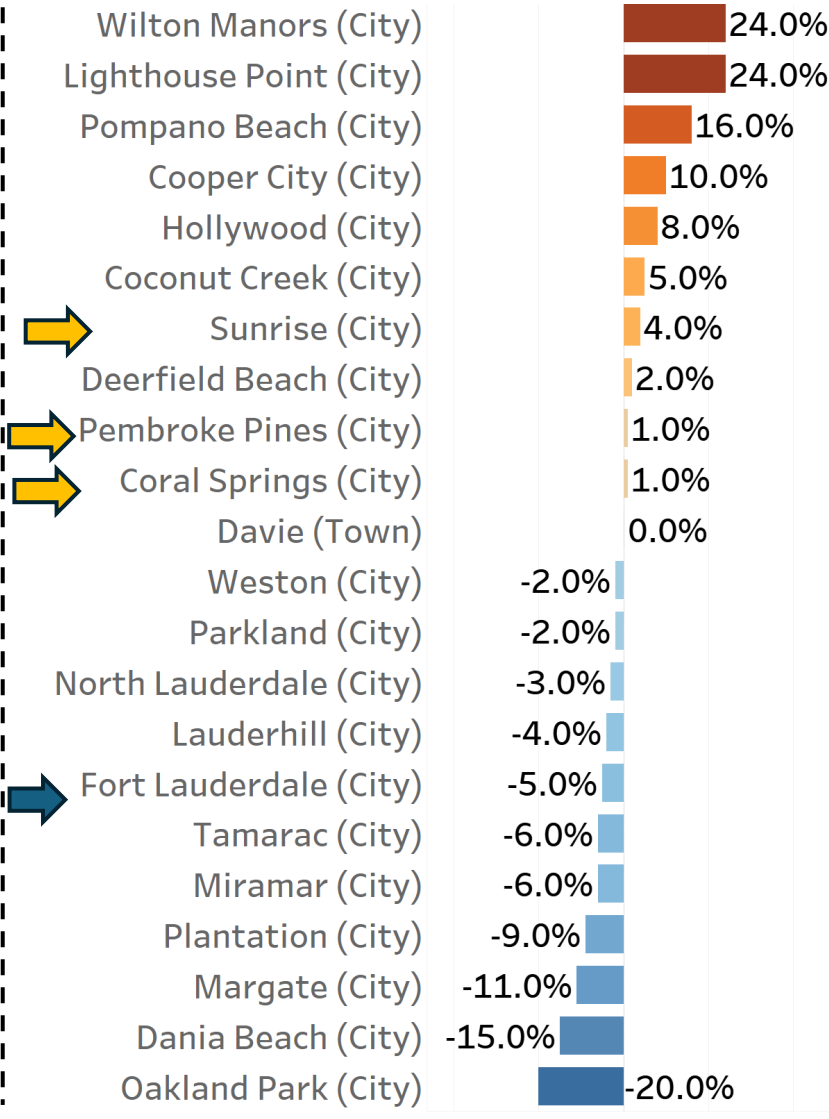 Wilton Manors (City) 24.0%
Lighthouse Point (City) 24.0%
Pompano Beach (City) 16.0%
Cooper City (City) 10.0%
Hollywood (City) 8.0%
Coconut Creek (City) 5.0%
Sunrise (City) 4.0%
Deerfield Beach (City) 2.0%
Pembroke Pines (City) 1.0%
Coral Springs (City) 1.0%
Davie (Town) 0.0%
Weston (City) -2.0%
Parkland (City) -2.0%
North Lauderdale (City) -3.0%
Lauderhill (City) -4.0%
Fort Lauderdale (City) -5.0%
Tamarac (City) -6.0%
Miramar (City) -6.0%
Plantation (City) -9.0%
Margate (City) -11.0%
Dania Beach (City) -15.0%
Oakland Park (City) -20.0%